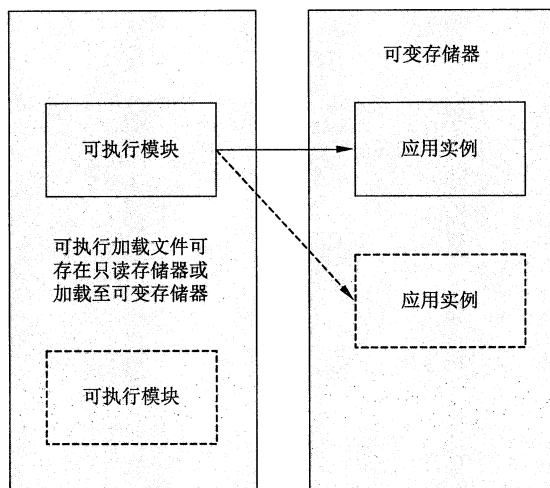 可变存储器
可执行模块
应用实例
可执行加载文件可
存在只读存储器或
加载至可变存储器
应用实例
可执行模块